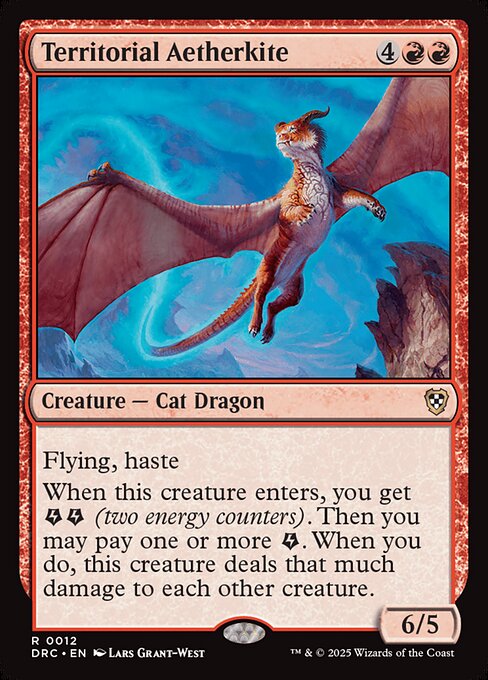 Territorial Aetherkite 4
Creature — Cat Dragon
Flying, haste
When this creature enters, you get
(two energy counters). Then you
may pay one or more . When you
do, this creature deals that much
damage to each other creature.
6/5
R 0012
DRC • EN Lars Grant-West
™ & © 2025 Wizards of the Coast